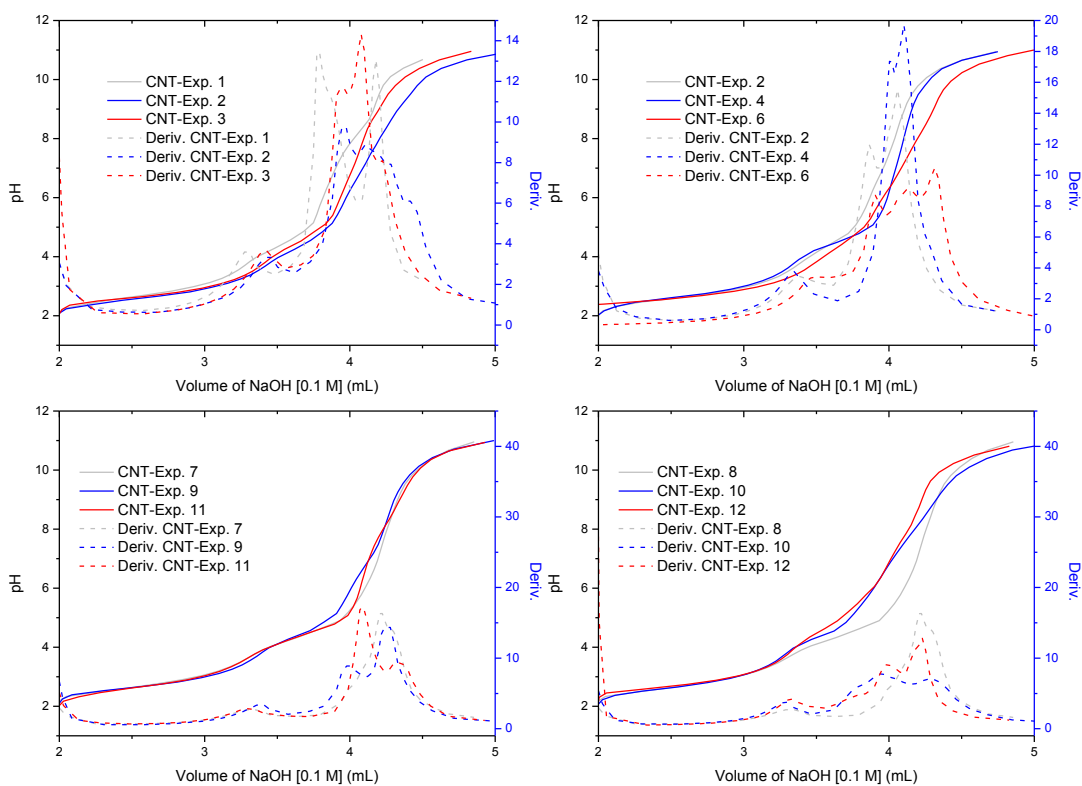 12
10
8
6
4
2
pH
14
12
10
8
6
4
2
0
Deriv.
CNT-Exp. 1
CNT-Exp. 2
CNT-Exp. 3
Deriv. CNT-Exp. 1
Deriv. CNT-Exp. 2
Deriv. CNT-Exp. 3
2 3 4 5
Volume of NaOH [0.1 M] (mL)
12
10
8
6
4
2
pH
20
18
16
14
12
10
8
6
4
2
0
Deriv.
CNT-Exp. 2
CNT-Exp. 4
CNT-Exp. 6
Deriv. CNT-Exp. 2
Deriv. CNT-Exp. 4
Deriv. CNT-Exp. 6
2 3 4 5
Volume of NaOH [0.1 M] (mL)
12
10
8
6
4
2
pH
40
30
20
10
0
Deriv.
CNT-Exp. 7
CNT-Exp. 9
CNT-Exp. 11
Deriv. CNT-Exp. 7
Deriv. CNT-Exp. 9
Deriv. CNT-Exp. 11
2 3 4 5
Volume of NaOH [0.1 M] (mL)
12
10
8
6
4
2
pH
40
30
20
10
0
Deriv.
CNT-Exp. 8
CNT-Exp. 10
CNT-Exp. 12
Deriv. CNT-Exp. 8
Deriv. CNT-Exp. 10
Deriv. CNT-Exp. 12
2 3 4 5
Volume of NaOH [0.1 M] (mL)